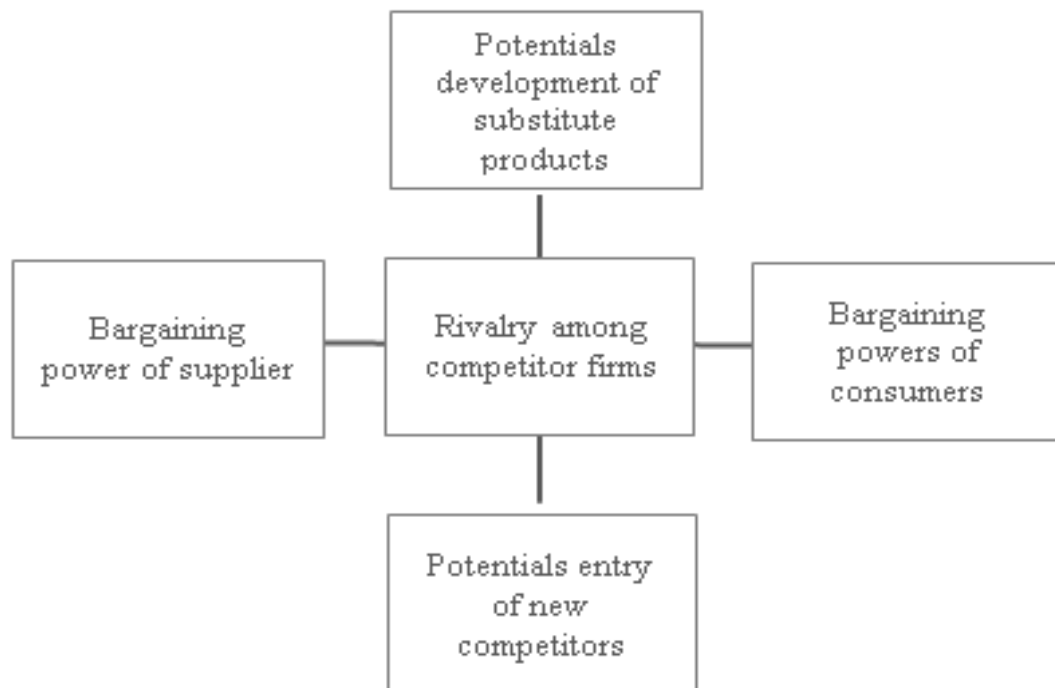 Potentials
development of
substitute
products
Bargaining
power of supplier
Rivalry among
competitor firms
Bargaining
powers of
consumers
Potentials entry
of new
competitors